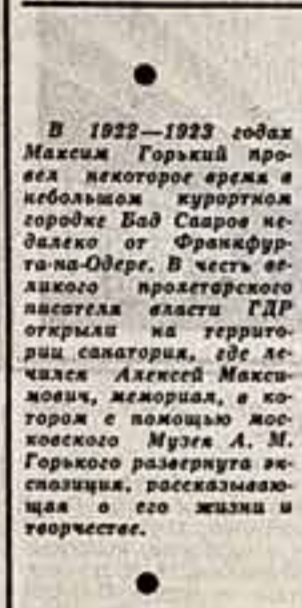 В 1922—1923 годах
Максим Горький про-
вел некоторое время в
небольшом курортном
городке Бад Сааров не-
далеко от Франкфур-
та-на-Одере. В честь ве-
ликого пролетарского
писателя власти ГДР
открыли на террито-
рии санатория, где ле-
чился Алексей Макси-
мович, мемориал, в ко-
тором с помощью мос-
ковского Музея А. М.
Горького развернута эк-
спозиция, рассказываю-
щая о его жизни и
творчестве.